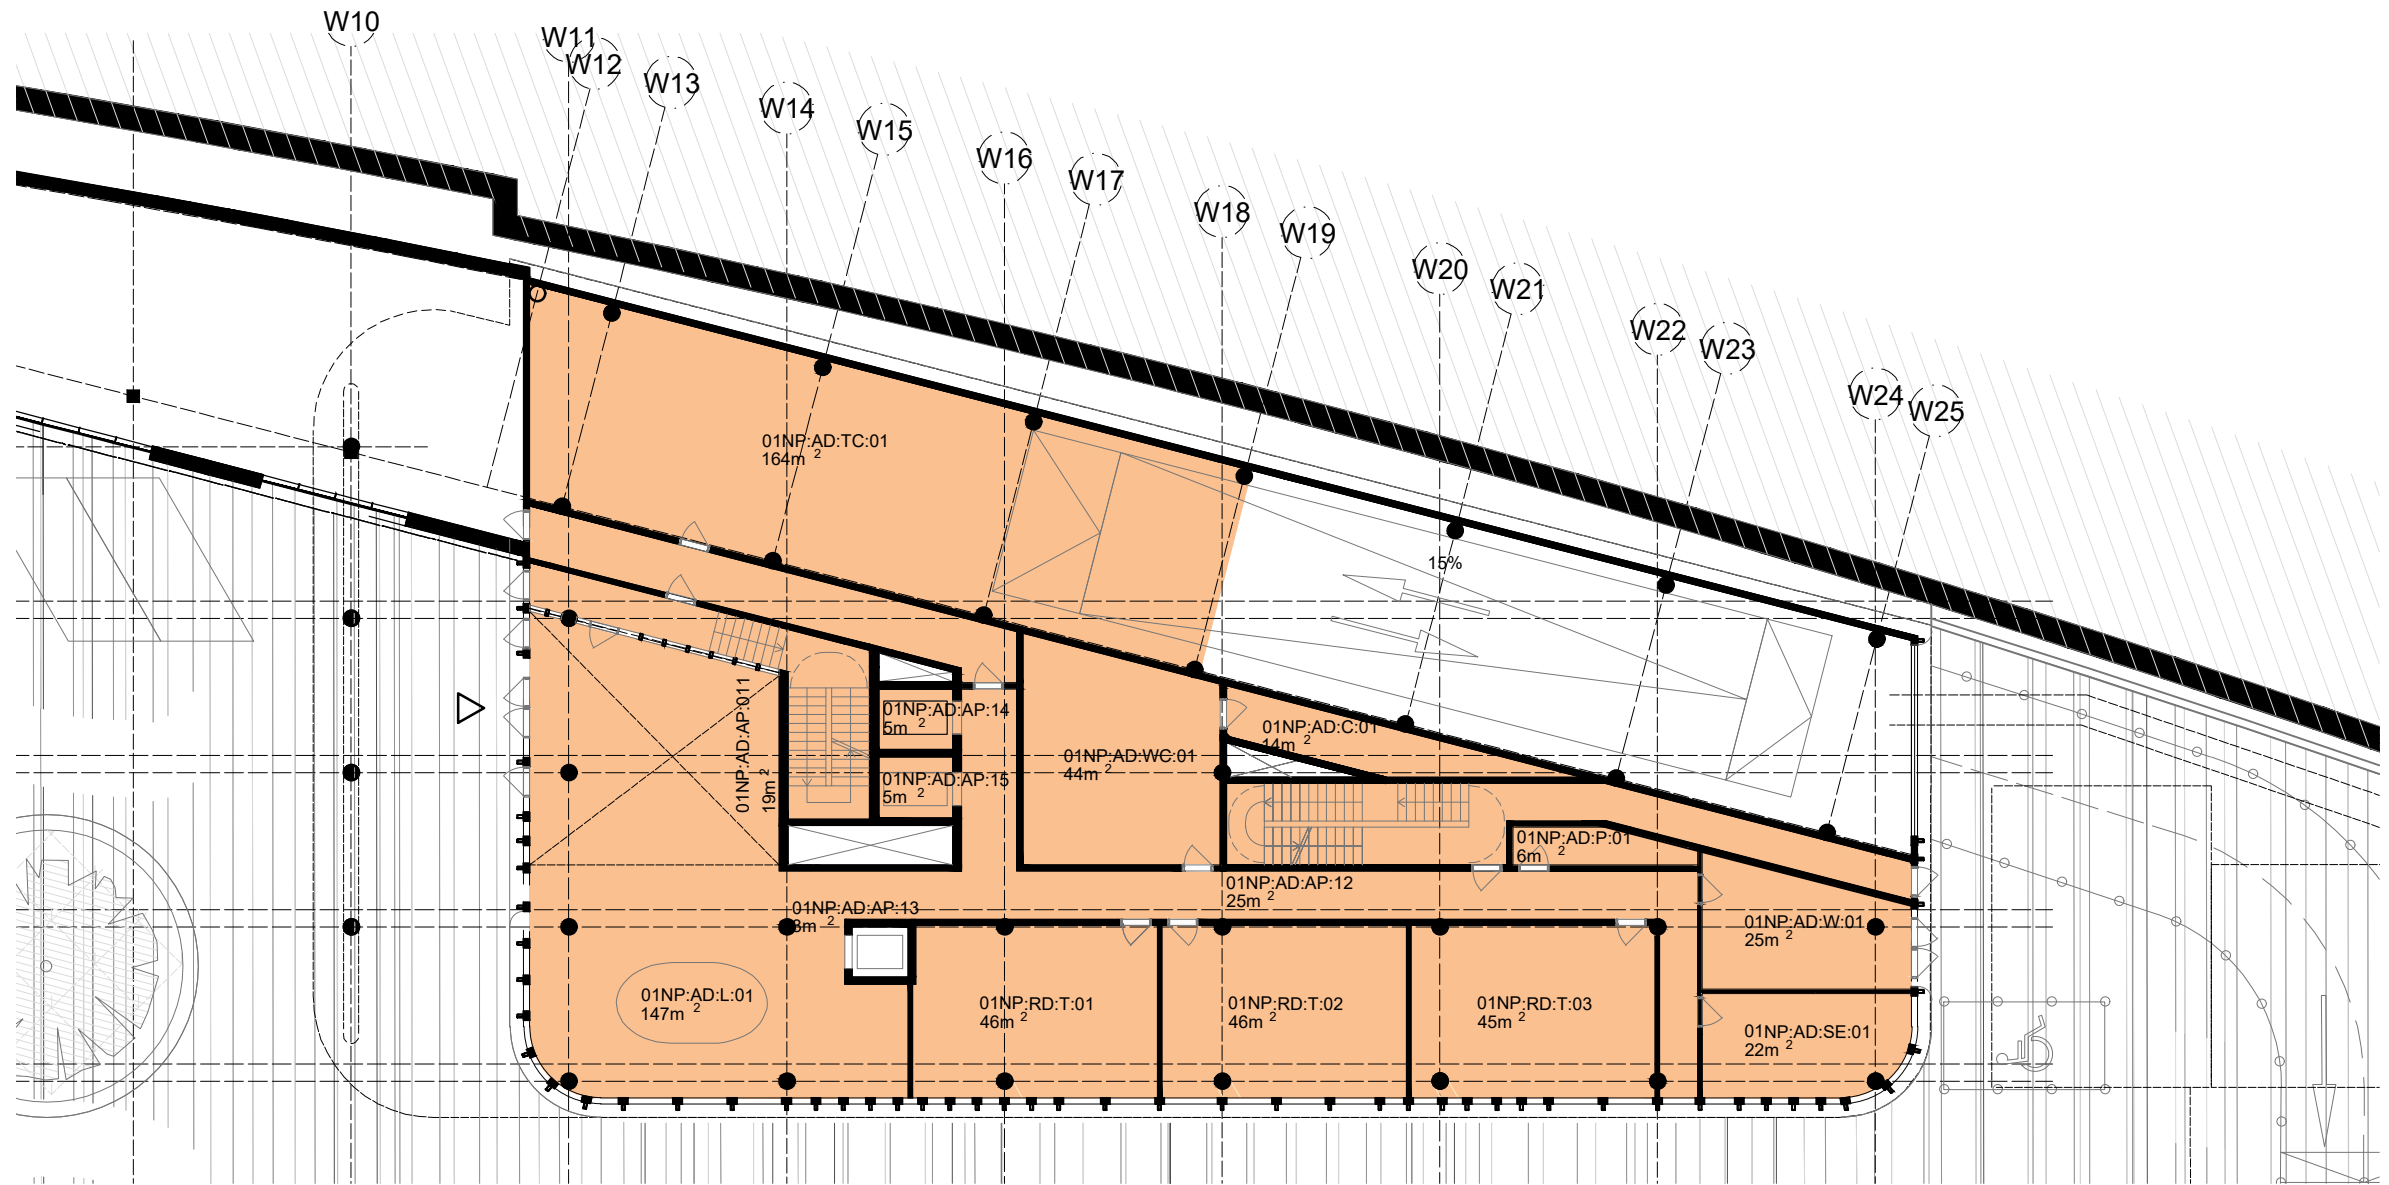 W10
W11
W12
W13
W14
W15
W16
W17
W18
W19
W20
W21
W22
W23
W24
W25
01NP:AD:TC:01
164m 2
15%
01NP:AD:AP:011
19m 2
01NP:AD:AP:14
5m 2
01NP:AD:AP:15
5m 2
01NP:AD:WC:01
44m 2
01NP:AD:C:01
14m 2
01NP:AD:P:01
6m 2
01NP:AD:AP:12
25m 2
01NP:AD:AP:13
3m 2
01NP:AD:W:01
25m 2
01NP:AD:L:01
147m 2
01NP:RD:T:01
46m 2
01NP:RD:T:02
46m 2
01NP:RD:T:03
45m 2
01NP:AD:SE:01
22m 2